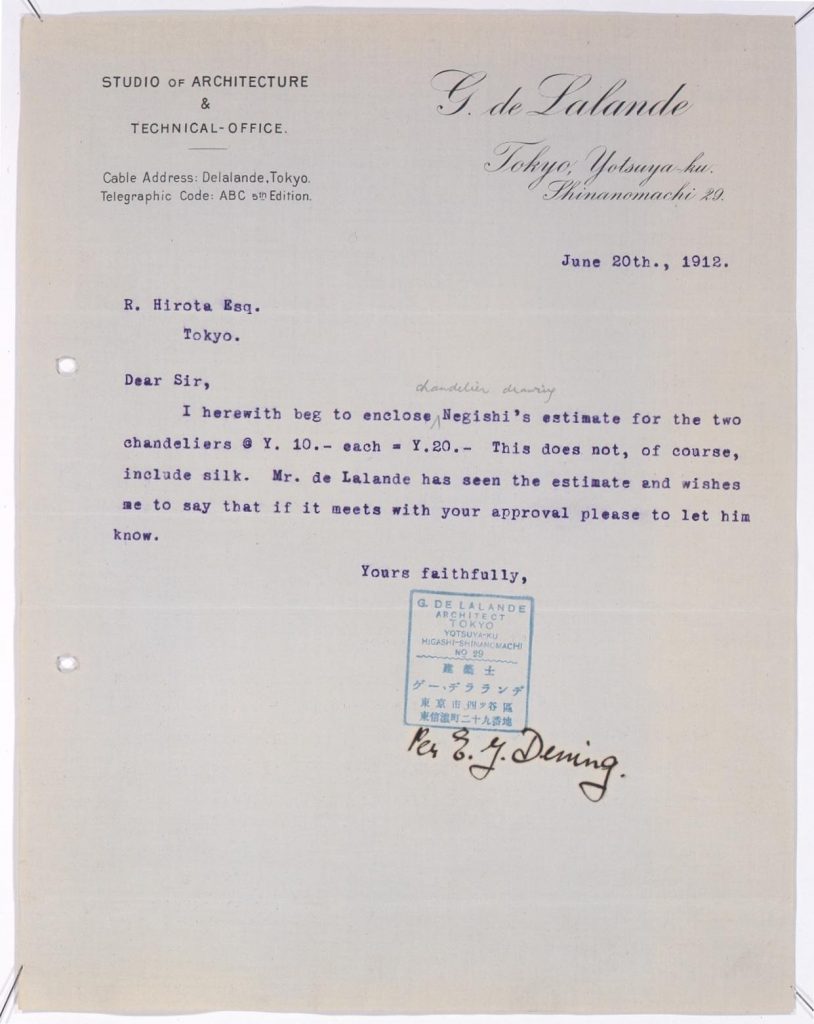 STUDIO OF ARCHITECTURE
&
TECHNICAL-OFFICE.
Cable Address: Delalande, Tokyo.
Telegraphic Code: ABC 5th Edition.
G. de Lalande
Tokyo, Yotsuya-ku.
Shinanomachi 29.
June 20th., 1912.
R. Hirota Esq.
Tokyo.
Dear Sir,
chandelier drawing
I herewith beg to enclose Negishi's estimate for the two
chandeliers @ Y. 10.- each = Y.20.- This does not, of course,
include silk. Mr. de Lalande has seen the estimate and wishes
me to say that if it meets with your approval please to let him
know.
Yours faithfully,
G. DE LALANDE
ARCHITECT
TOKYO
YOTSUYA-KU
HIGASHI-SHINANOMACHI
NO 29
建築士
ゲー・デラランデ
東京市四ツ谷區
東信濃町二十九番地
Per E. G. Dening.